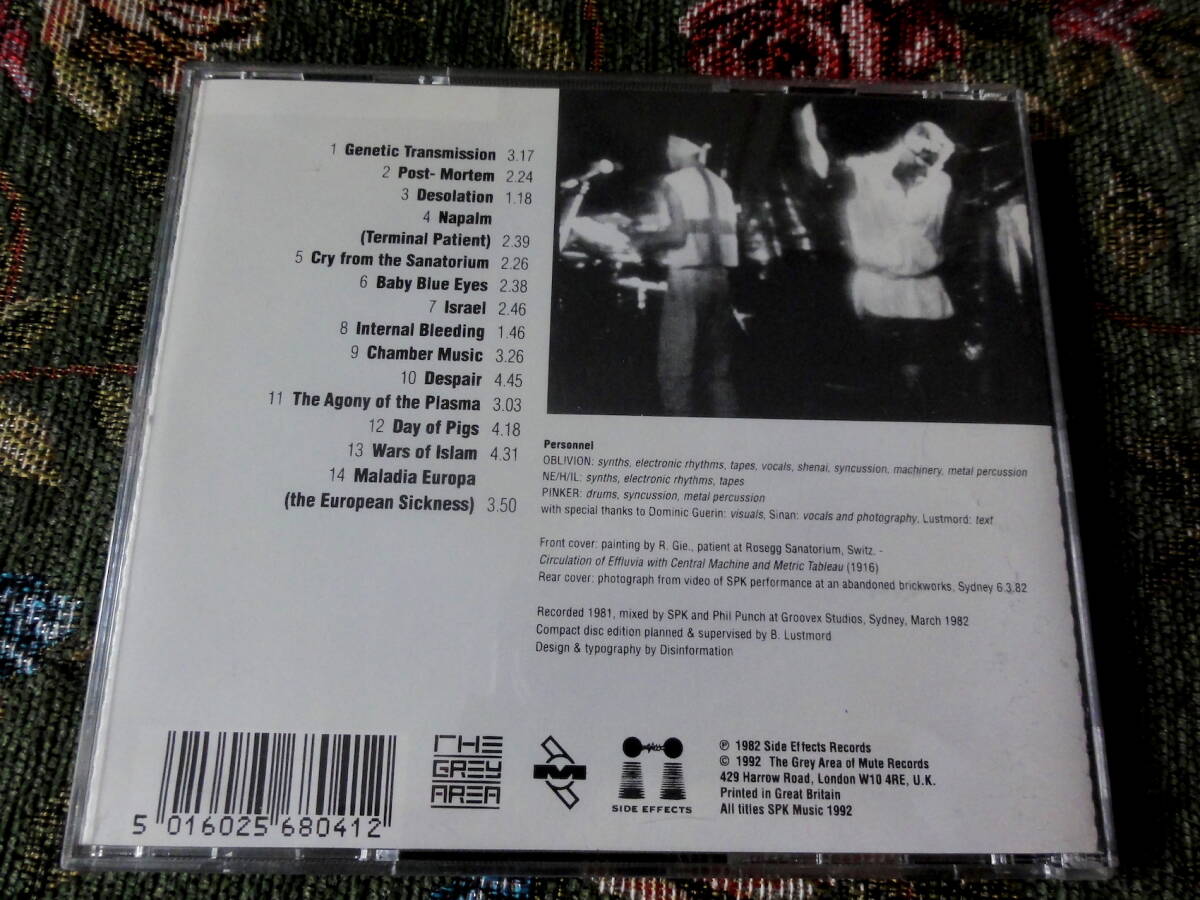 1 Genetic Transmission 3.17
2 Post- Mortem 2.24
3 Desolation 1.18
4 Napalm
(Terminal Patient) 2.39
5 Cry from the Sanatorium 2.26
6 Baby Blue Eyes 2.38
7 Israel 2.46
8 Internal Bleeding 1.46
9 Chamber Music 3.26
10 Despair 4.45
11 The Agony of the Plasma 3.03
12 Day of Pigs 4.18
13 Wars of Islam 4.31
14 Maladia Europa
(the European Sickness) 3.50
Personnel
OBL!VION: synths, electronic rhythms, tapes, vocals, shenai, syncussion, machinery, metal percussion
NE/H/IL: synths, electronic rhythms, tapes
PINKER: drums, syncussion, metal percussion
with special thanks to Dominic Guerin: visuals, Sinan: vocals and photography, Lustmord: text
Front cover: painting by R. Gie., patient at Rosegg Sanatorium, Switz. -
Circulation of Effluvia with Central Machine and Metric Tableau (1916)
Rear cover: photograph from video of SPK performance at an abandoned brickworks, Sydney 6.3.82
Recorded 1981, mixed by SPK and Phil Punch at Groovex Studios, Sydney, March 1982
Compact disc edition planned & supervised by B. Lustmord
Design & typography by Disinformation
5 016025 680412
THE
GREY
AREA
M
SIDE EFFECTS
℗ 1982 Side Effects Records
© 1992 The Grey Area of Mute Records
429 Harrow Road, London W10 4RE, U.K.
Printed in Great Britain
All titles SPK Music 1992